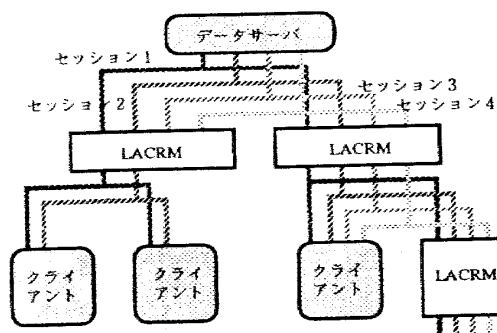 データサーバ
セッション1
セッション2
セッション3
セッション4
LACRM
LACRM
クライ
アント
クライ
アント
クライ
アント
LACRM